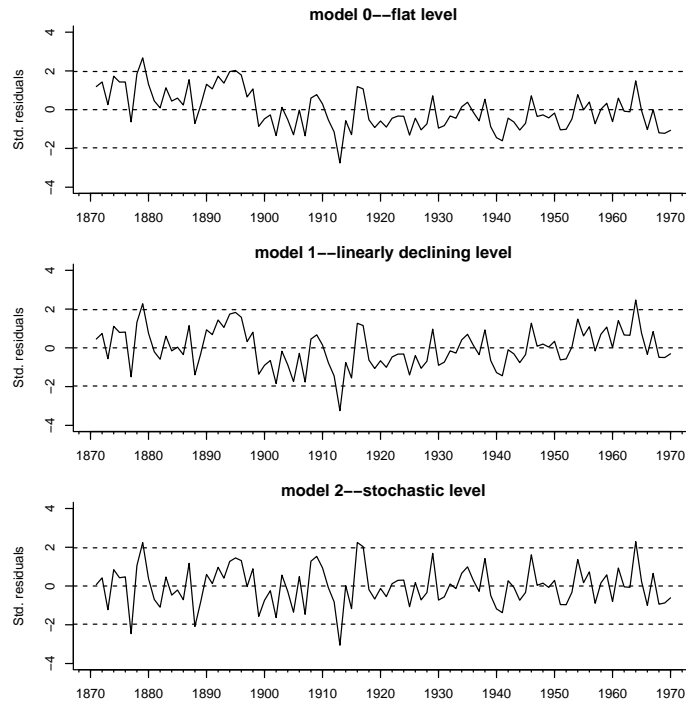 model 0−−flat level
Std. residuals
4
2
0
−2
−4
1870 1880 1890 1900 1910 1920 1930 1940 1950 1960 1970
model 1−−linearly declining level
Std. residuals
4
2
0
−2
−4
1870 1880 1890 1900 1910 1920 1930 1940 1950 1960 1970
model 2−−stochastic level
Std. residuals
4
2
0
−2
−4
1870 1880 1890 1900 1910 1920 1930 1940 1950 1960 1970